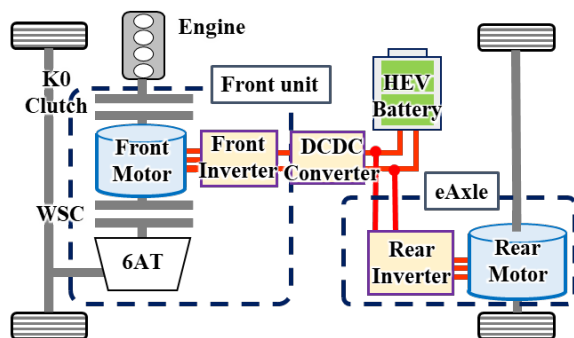 Engine
K0
Clutch
Front unit
HEV
Battery
Front
Motor
Front
Inverter
DCDC
Converter
WSC
eAxle
6AT
Rear
Inverter
Rear
Motor